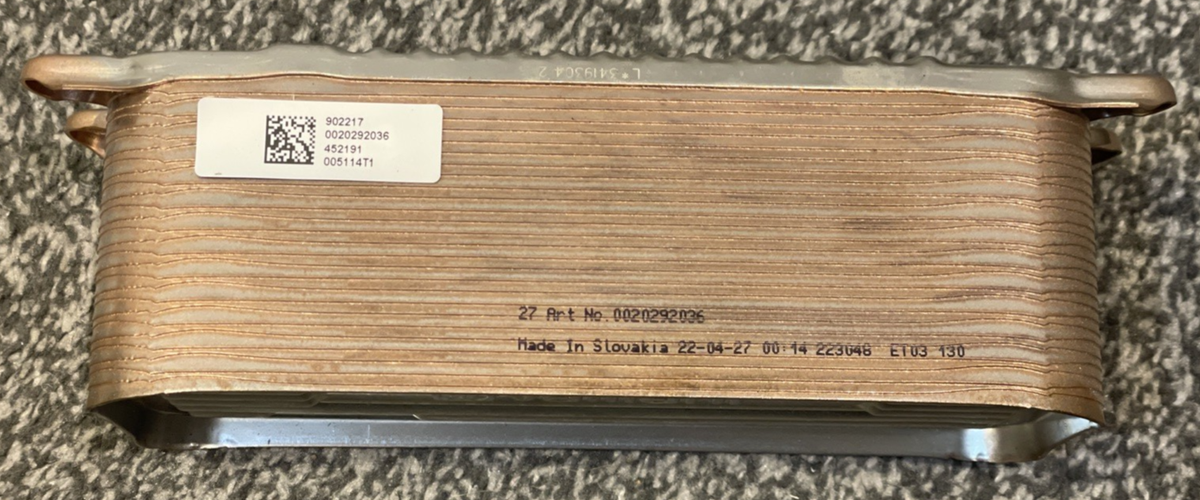 902217
0020292036
452191
005114T1
27 Art No.0020292036
Made In Slovakia 22-04-27 00:14 223048 ET03 130